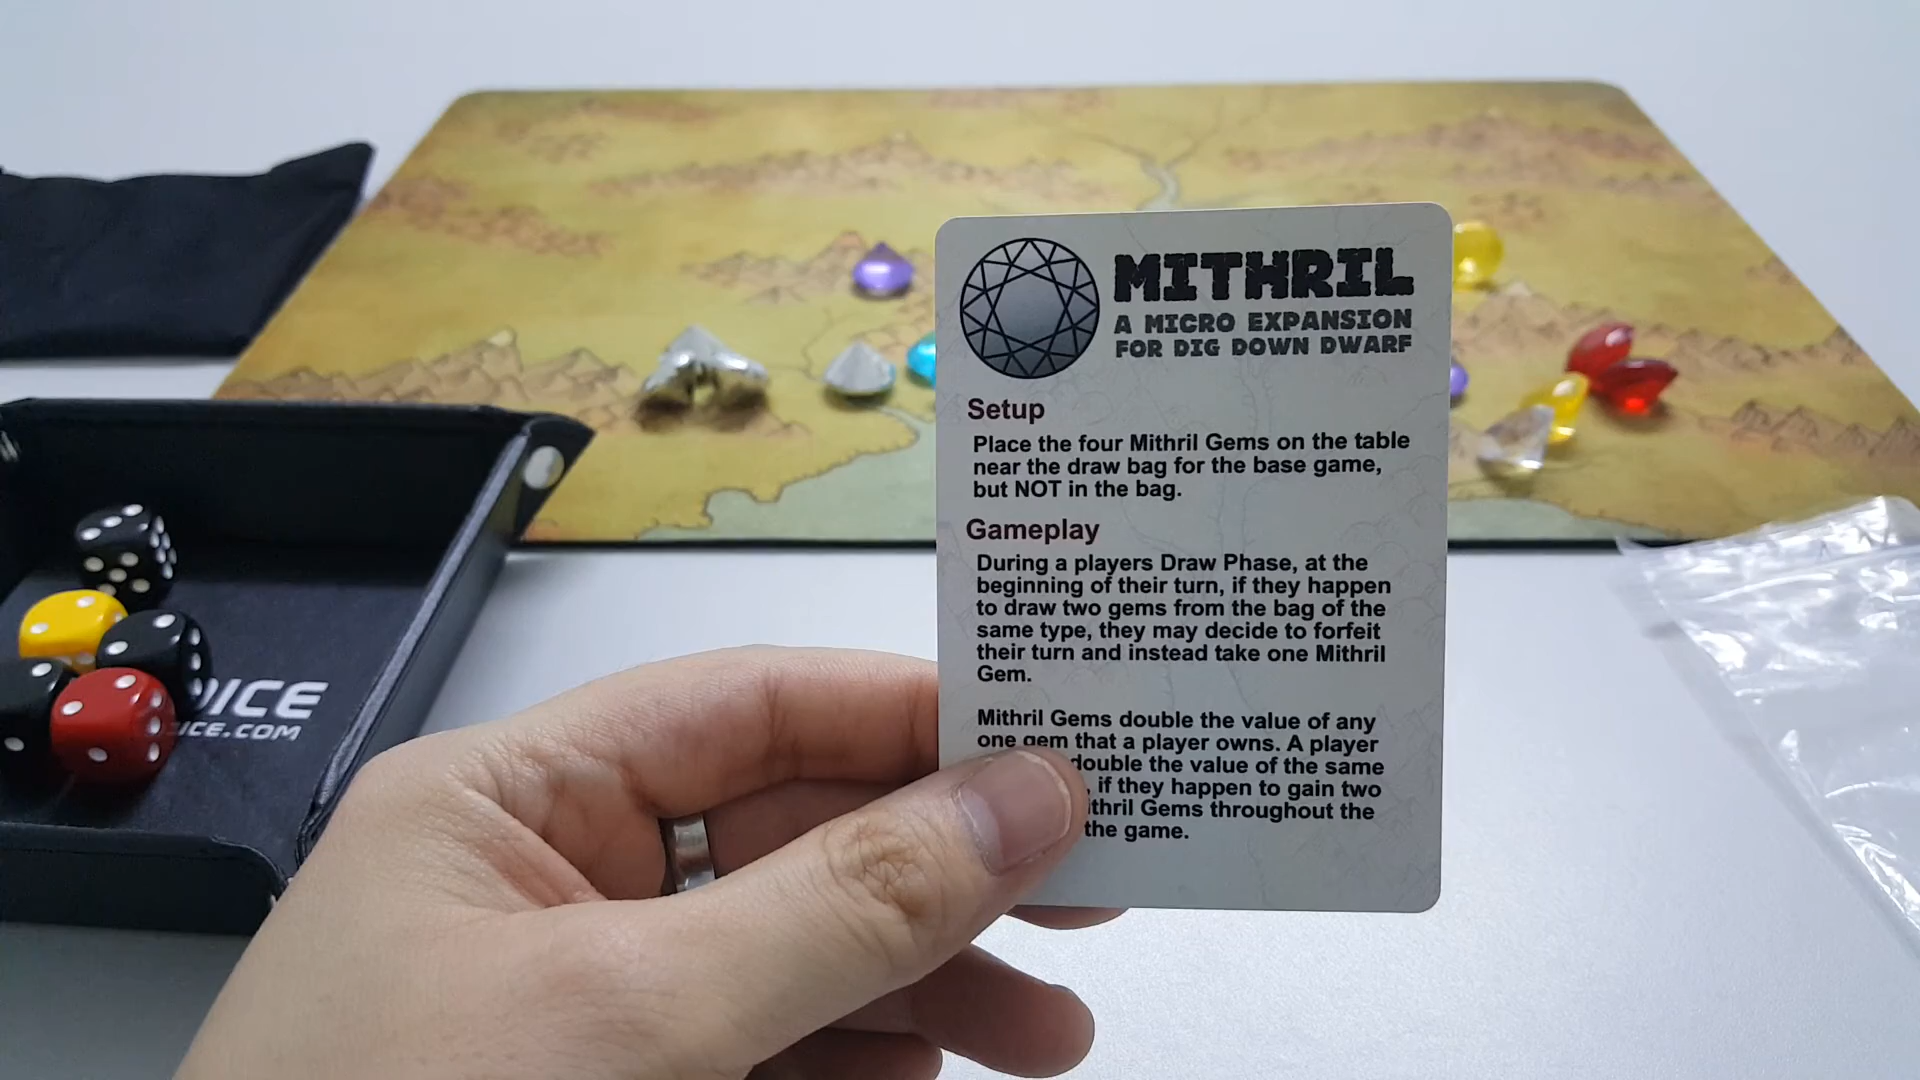 MITHRIL
A MICRO EXPANSION
FOR DIG DOWN DWARF
Setup
Place the four Mithril Gems on the table
near the draw bag for the base game,
but NOT in the bag.
Gameplay
During a players Draw Phase, at the
beginning of their turn, if they happen
to draw two gems from the bag of the
same type, they may decide to forfeit
their turn and instead take one Mithril
Gem.
Mithril Gems double the value of any
one gem that a player owns. A player
double the value of the same
, if they happen to gain two
Gems throughout the
the game.
DICE
ICE.COM